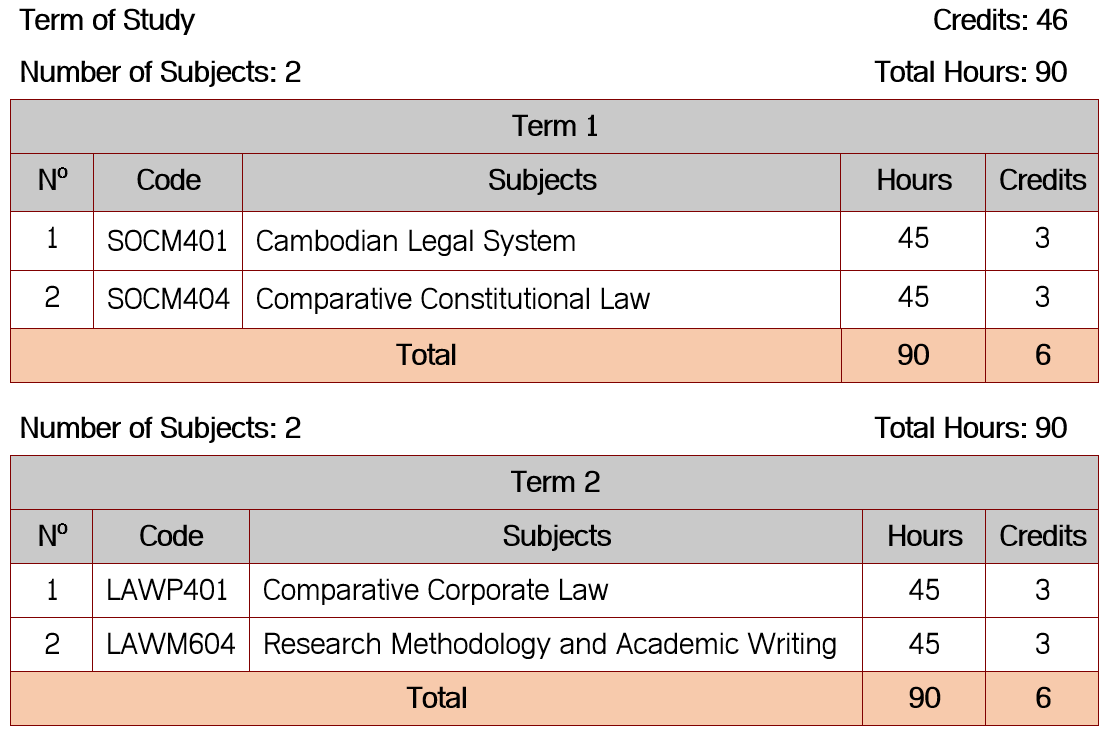 Term of Study Credits: 46
Number of Subjects: 2 Total Hours: 90
Term 1
Nº Code Subjects Hours Credits
1 SOCM401 Cambodian Legal System 45 3
2 SOCM404 Comparative Constitutional Law 45 3
Total 90 6
Number of Subjects: 2 Total Hours: 90
Term 2
Nº Code Subjects Hours Credits
1 LAWP401 Comparative Corporate Law 45 3
2 LAWM604 Research Methodology and Academic Writing 45 3
Total 90 6